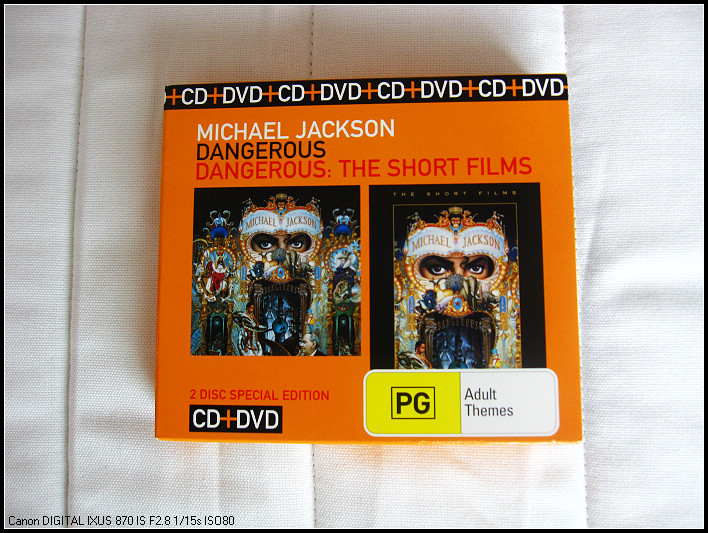 +CD+DVD+CD+DVD+CD+DVD+CD+DVD
MICHAEL JACKSON
DANGEROUS
DANGEROUS: THE SHORT FILMS
THE SHORT FILMS
MICHAEL JACKSON
MICHAEL JACKSON
DANGEROUS
DANGEROUS
2 DISC SPECIAL EDITION
CD+DVD
PG
Adult
Themes
Canon DIGITAL IXUS 870 IS F2.8 1/15s ISO80